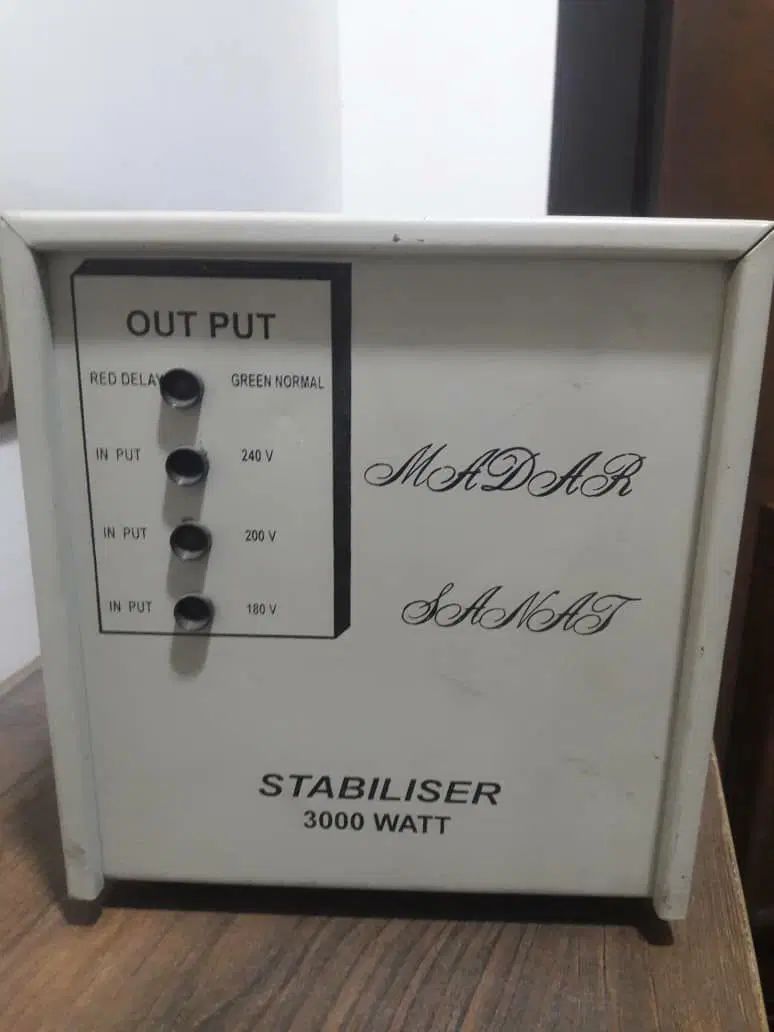 OUT PUT
RED DELAY GREEN NORMAL
IN PUT 240 V
IN PUT 200 V
IN PUT 180 V
MADAR
SANAT
STABILISER
3000 WATT